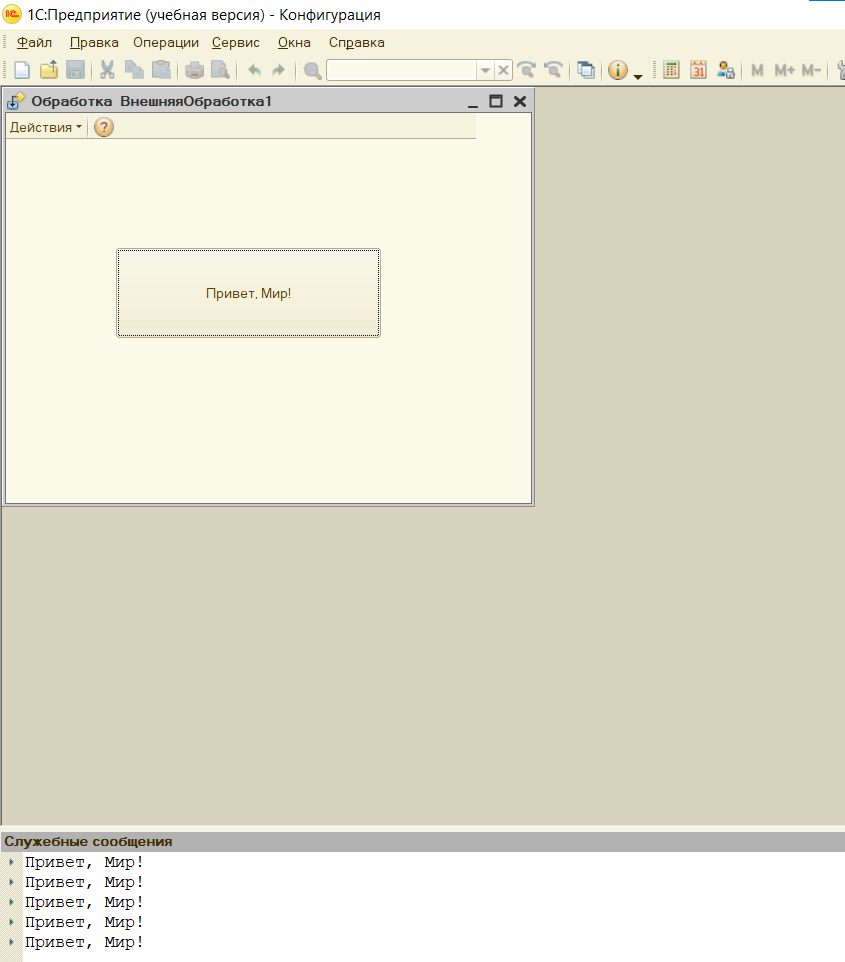 1С:Предприятие (учебная версия) - Конфигурация
Файл Правка Операции Сервис Окна Справка
31 M M+ M-
Обработка ВнешняяОбработка1
Действия ?
Привет, Мир!
Служебные сообщения
Привет, Мир!
Привет, Мир!
Привет, Мир!
Привет, Мир!
Привет, Мир!